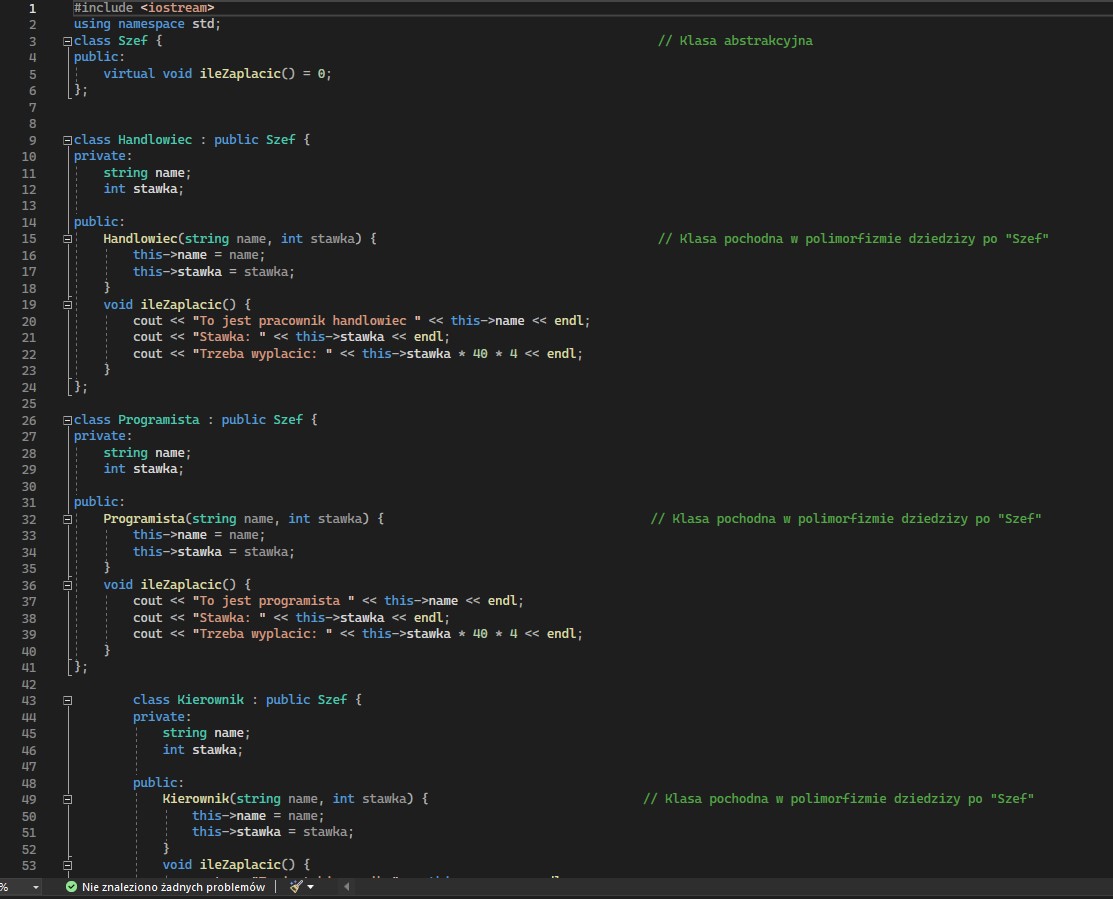 1 #include <iostream>
2 using namespace std;
3 class Szef { // Klasa abstrakcyjna
4 public:
5 virtual void ileZaplacic() = 0;
6 };
7
8
9 class Handlowiec : public Szef {
10 private:
11 string name;
12 int stawka;
13
14 public:
15 Handlowiec(string name, int stawka) { // Klasa pochodna w polimorfizmie dziedzizy po "Szef"
16 this->name = name;
17 this->stawka = stawka;
18 }
19 void ileZaplacic() {
20 cout << "To jest pracownik handlowiec " << this->name << endl;
21 cout << "Stawka: " << this->stawka << endl;
22 cout << "Trzeba wyplacic: " << this->stawka * 40 * 4 << endl;
23 }
24 };
25
26 class Programista : public Szef {
27 private:
28 string name;
29 int stawka;
30
31 public:
32 Programista(string name, int stawka) { // Klasa pochodna w polimorfizmie dziedzizy po "Szef"
33 this->name = name;
34 this->stawka = stawka;
35 }
36 void ileZaplacic() {
37 cout << "To jest programista " << this->name << endl;
38 cout << "Stawka: " << this->stawka << endl;
39 cout << "Trzeba wyplacic: " << this->stawka * 40 * 4 << endl;
40 }
41 };
42
43 class Kierownik : public Szef {
44 private:
45 string name;
46 int stawka;
47
48 public:
49 Kierownik(string name, int stawka) { // Klasa pochodna w polimorfizmie dziedzizy po "Szef"
50 this->name = name;
51 this->stawka = stawka;
52 }
53 void ileZaplacic() {
% Nie znaleziono żadnych problemów